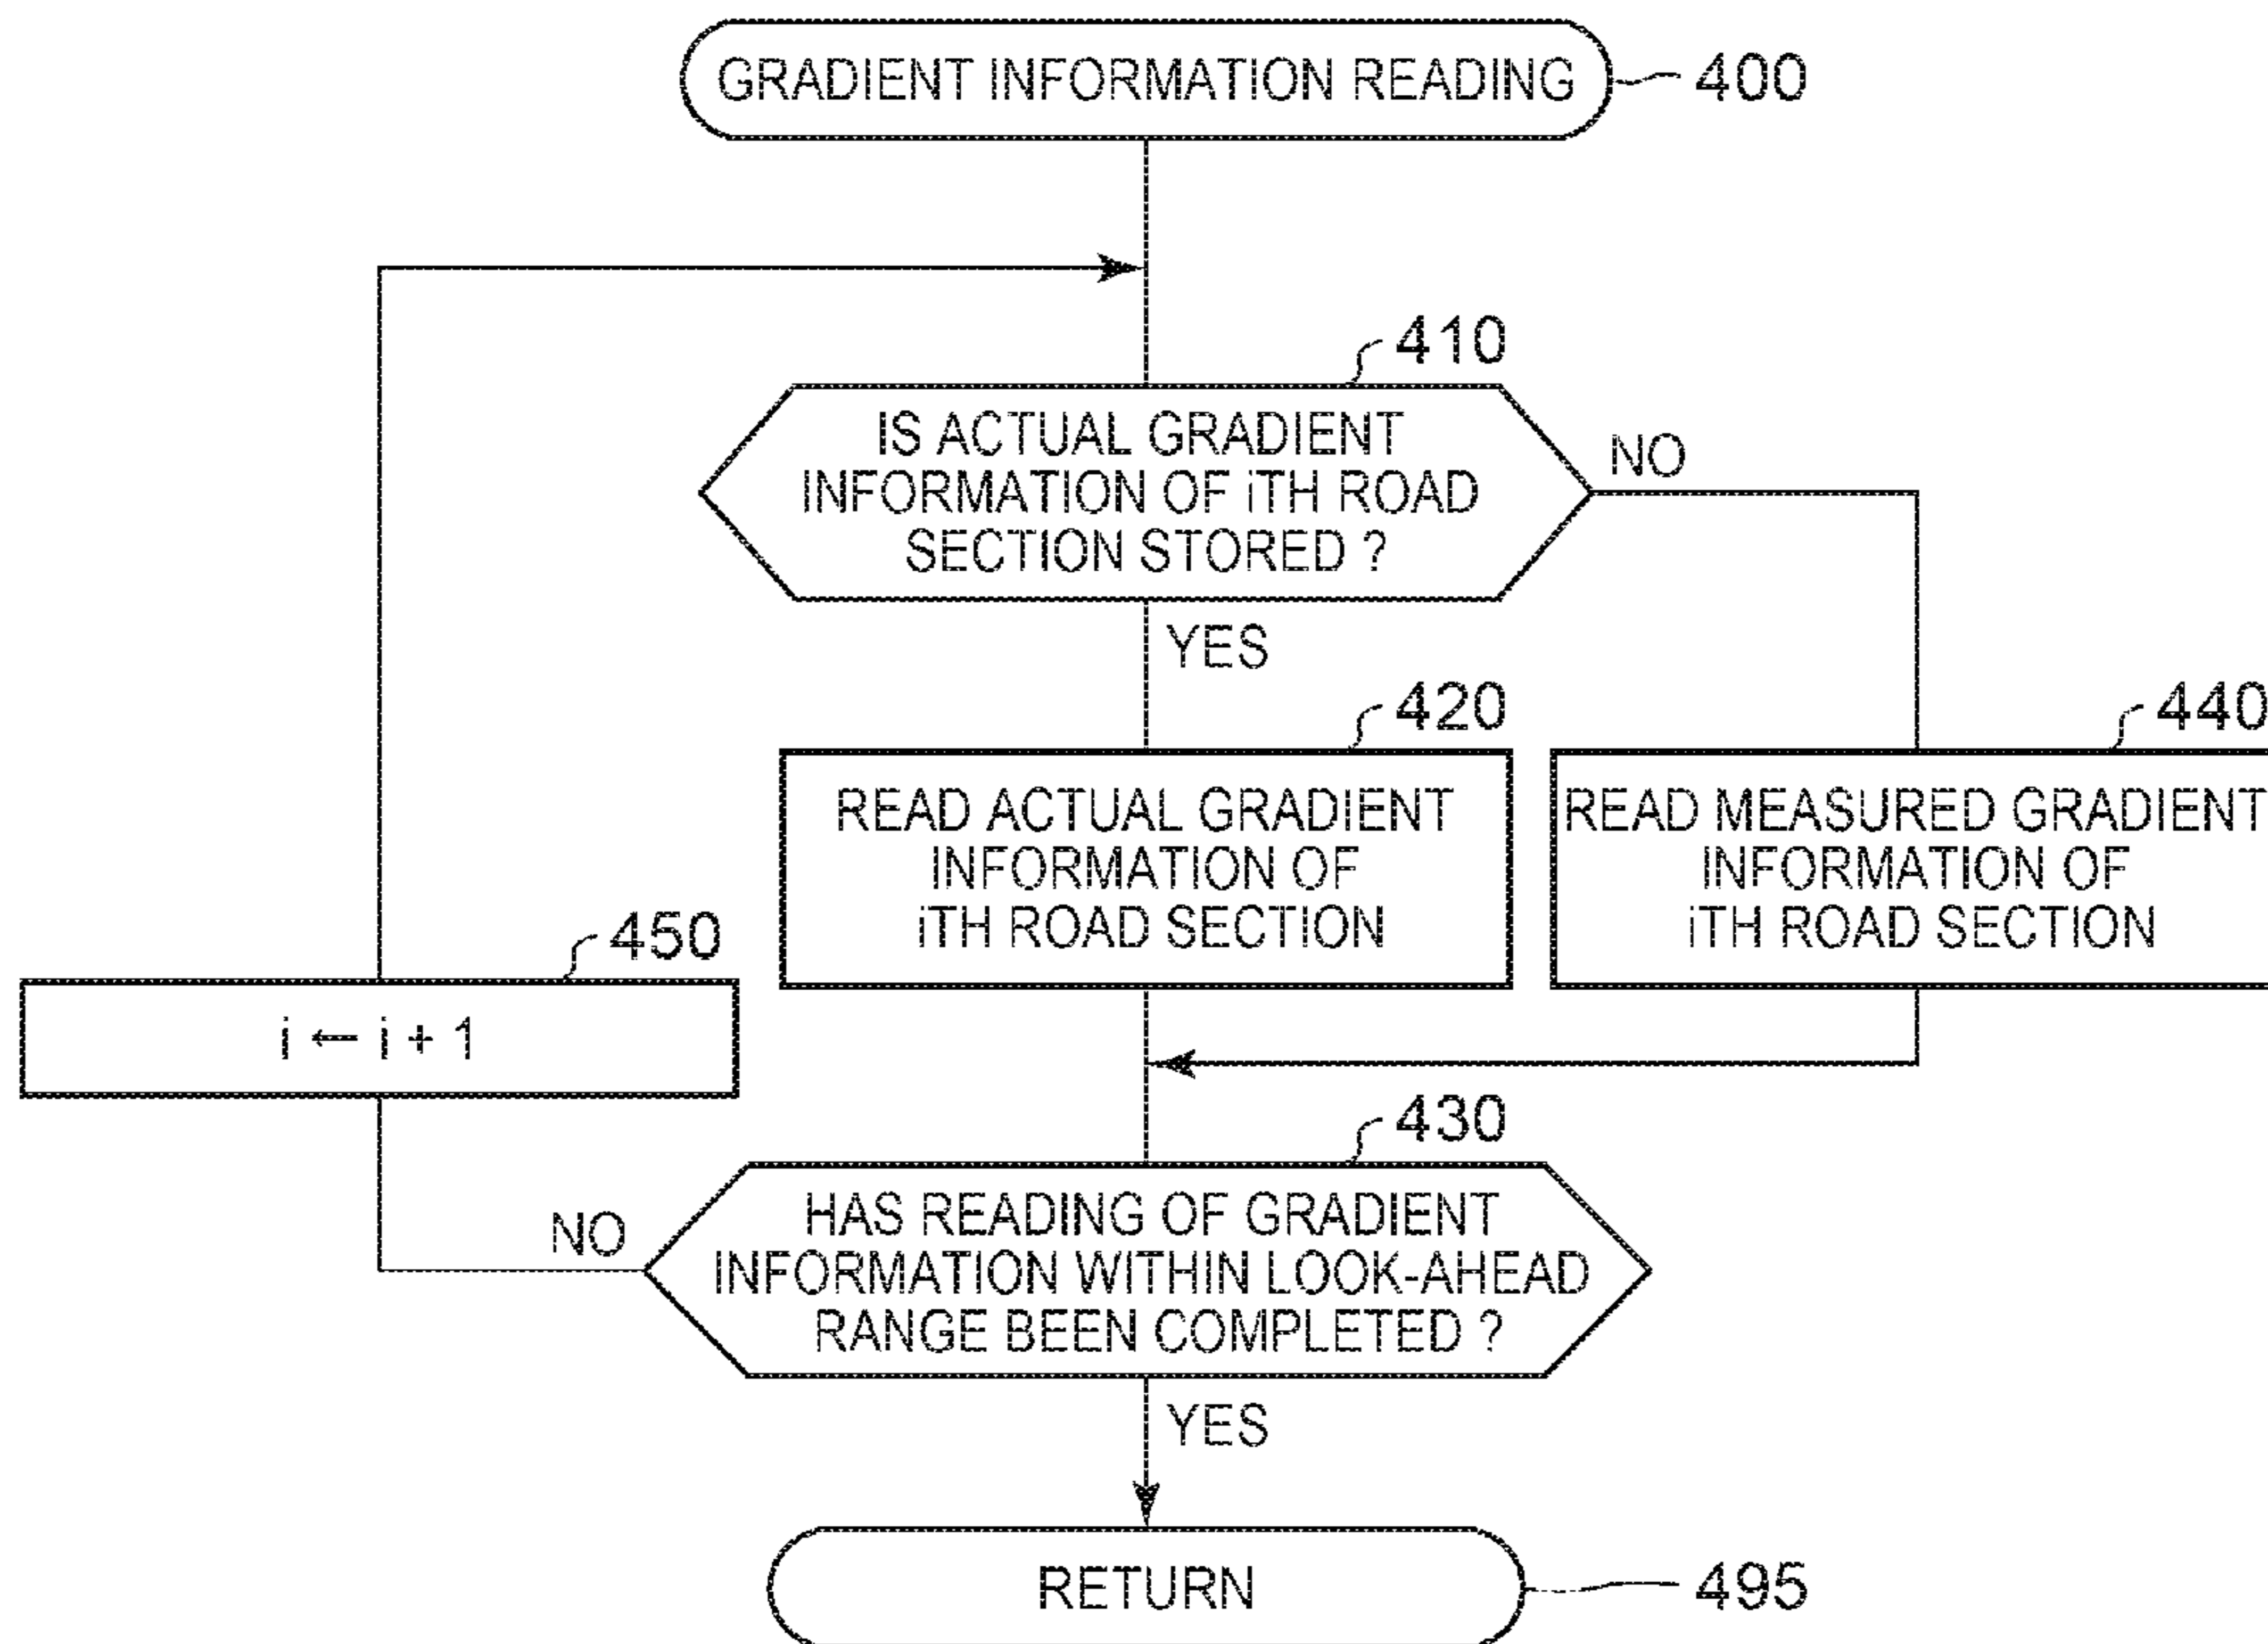 GRADIENT INFORMATION READING
400
410
IS ACTUAL GRADIENT
INFORMATION OF iTH ROAD
SECTION STORED ?
NO
YES
420
READ ACTUAL GRADIENT
INFORMATION OF
iTH ROAD SECTION
440
READ MEASURED GRADIENT
INFORMATION OF
iTH ROAD SECTION
450
i ← i + 1
430
HAS READING OF GRADIENT
INFORMATION WITHIN LOOK-AHEAD
RANGE BEEN COMPLETED ?
NO
YES
RETURN
495